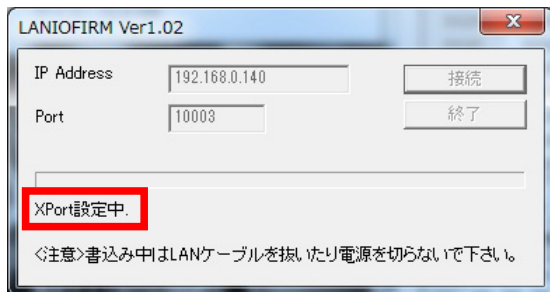 LANIOFIRM Ver1.02
IP Address 192.168.0.140 接続
Port 10003 終了
XPort設定中.
<注意>書込み中はLANケーブルを抜いたり電源を切らないで下さい。